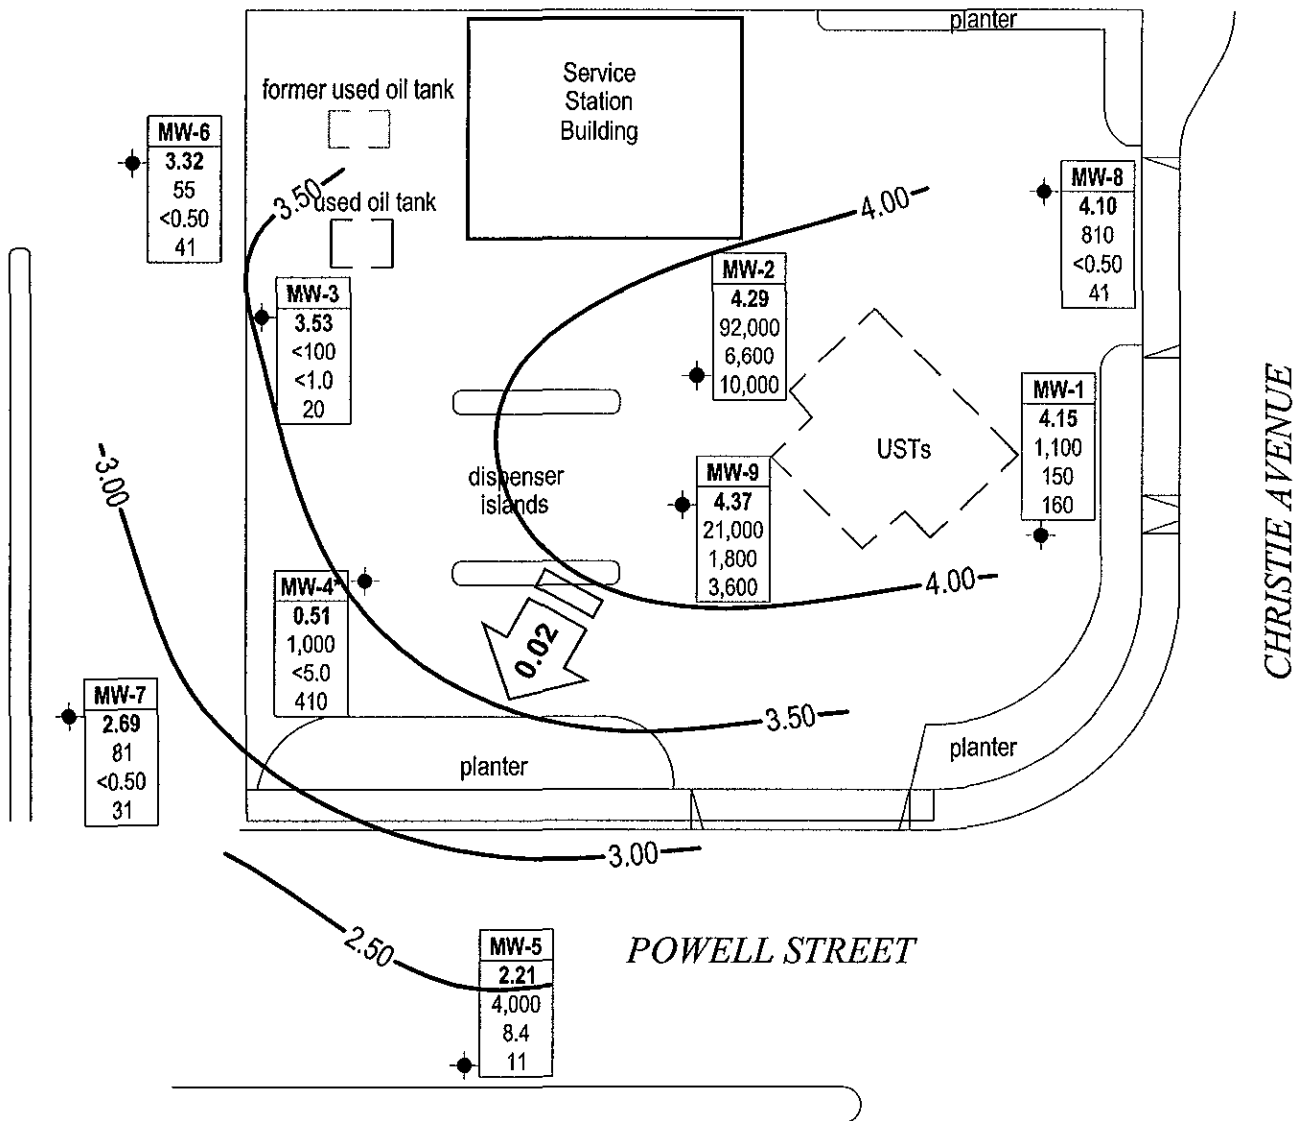 planter
Service
Station
Building
former used oil tank
MW-6
3.32
55
<0.50
41
MW-8
4.10
810
<0.50
41
3.50
used oil tank
4.00
MW-2
4.29
92,000
6,600
10,000
MW-3
3.53
<100
<1.0
20
MW-1
4.15
1,100
150
160
USTs
CHRISTIE AVENUE
3.00
dispenser
islands
MW-9
4.37
21,000
1,800
3,600
4.00
MW-4*
0.51
1,000
<5.0
410
0.02
MW-7
2.69
81
<0.50
31
3.50
planter
planter
3.00
2.50
MW-5
2.21
4,000
8.4
11
POWELL STREET